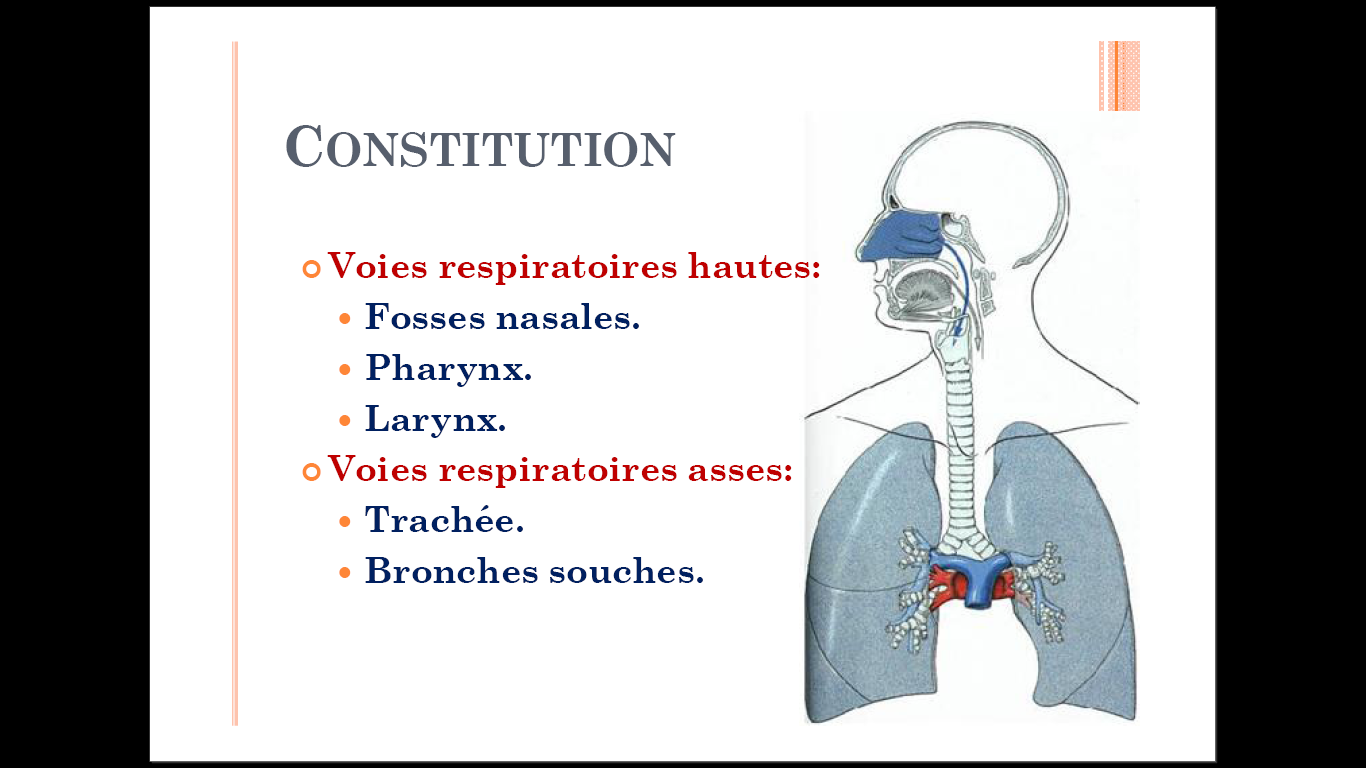 CONSTITUTION
Voies respiratoires hautes:
Fosses nasales.
Pharynx.
Larynx.
Voies respiratoires asses:
Trachée.
Bronches souches.